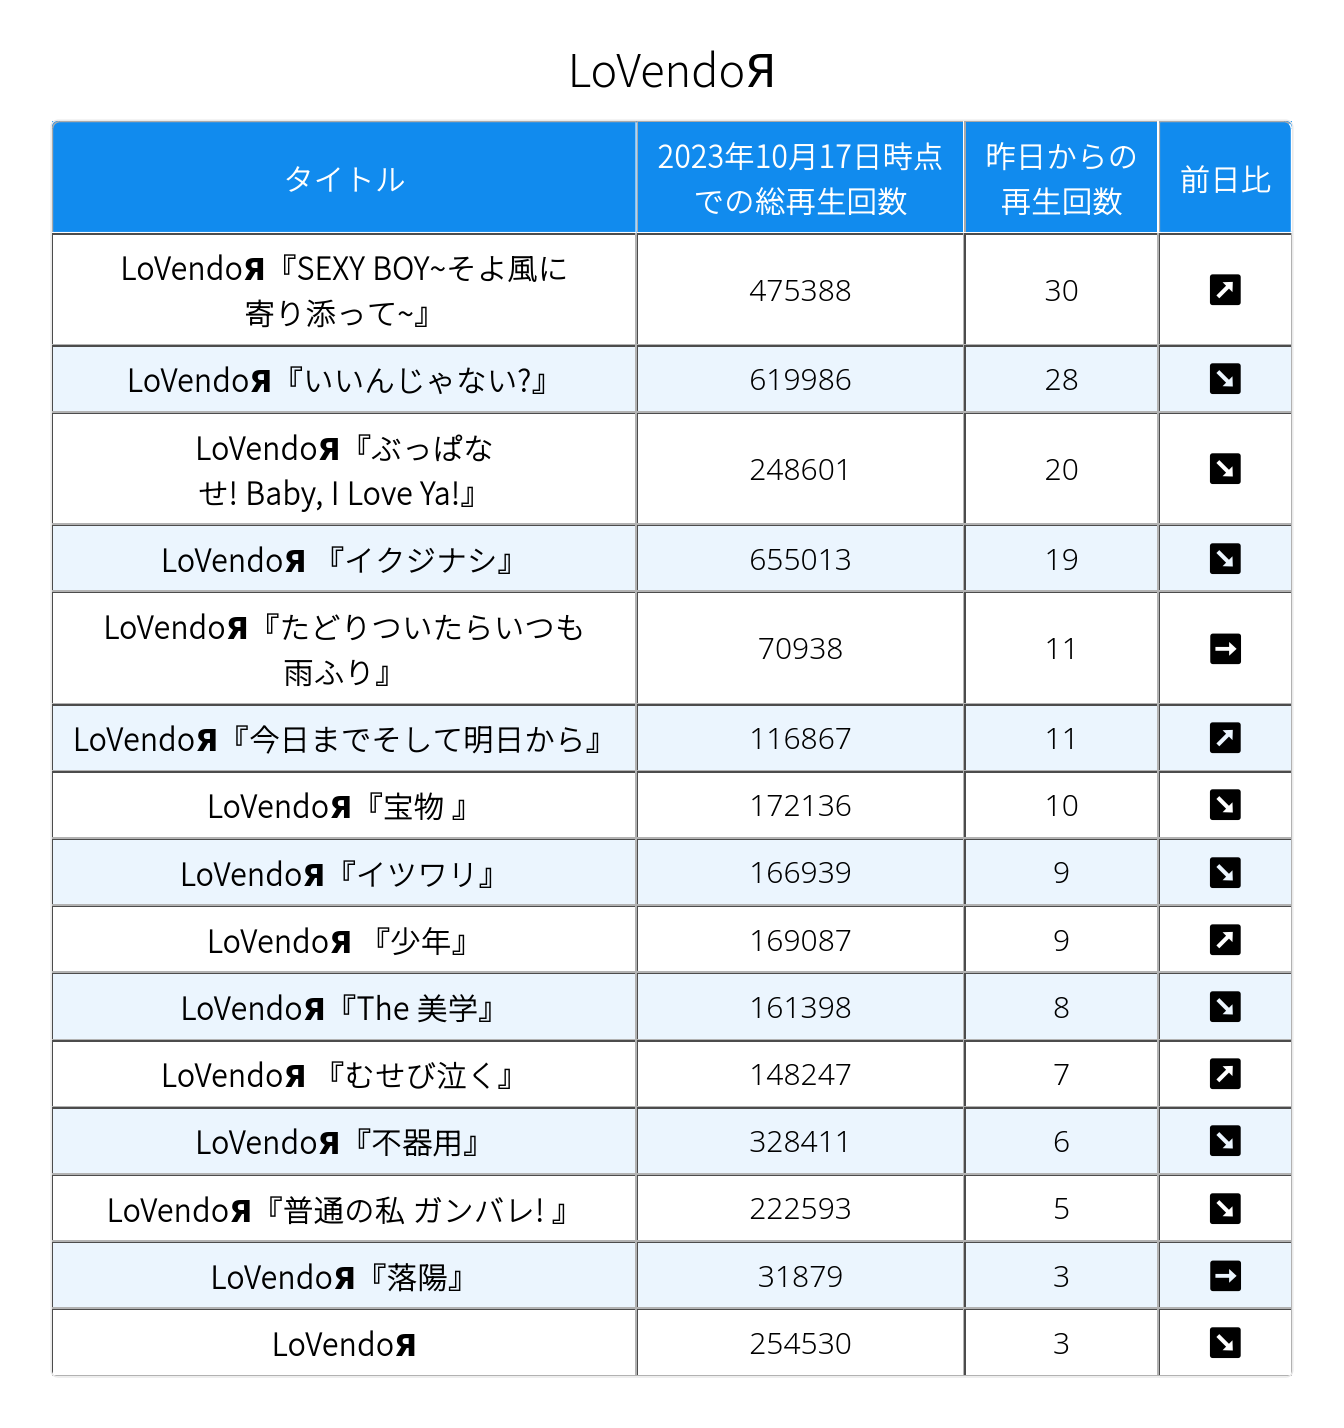 LoVendoЯ
タイトル
2023年10月17日時点
での総再生回数
昨日からの
再生回数
前日比
LoVendoЯ『SEXY BOY~そよ風に
寄り添って~』
475388
30
↗
LoVendoЯ『いいんじゃない?』
619986
28
↘
LoVendoЯ『ぶっぱな
せ! Baby, I Love Ya!』
248601
20
↘
LoVendoЯ 『イクジナシ』
655013
19
↘
LoVendoЯ『たどりついたらいつも
雨ふり』
70938
11
→
LoVendoЯ『今日までそして明日から』
116867
11
↗
LoVendoЯ『宝物 』
172136
10
↘
LoVendoЯ『イツワリ』
166939
9
↘
LoVendoЯ 『少年』
169087
9
↗
LoVendoЯ『The 美学』
161398
8
↘
LoVendoЯ 『むせび泣く』
148247
7
↗
LoVendoЯ『不器用』
328411
6
↘
LoVendoЯ『普通の私 ガンバレ! 』
222593
5
↘
LoVendoЯ『落陽』
31879
3
→
LoVendoЯ
254530
3
↘